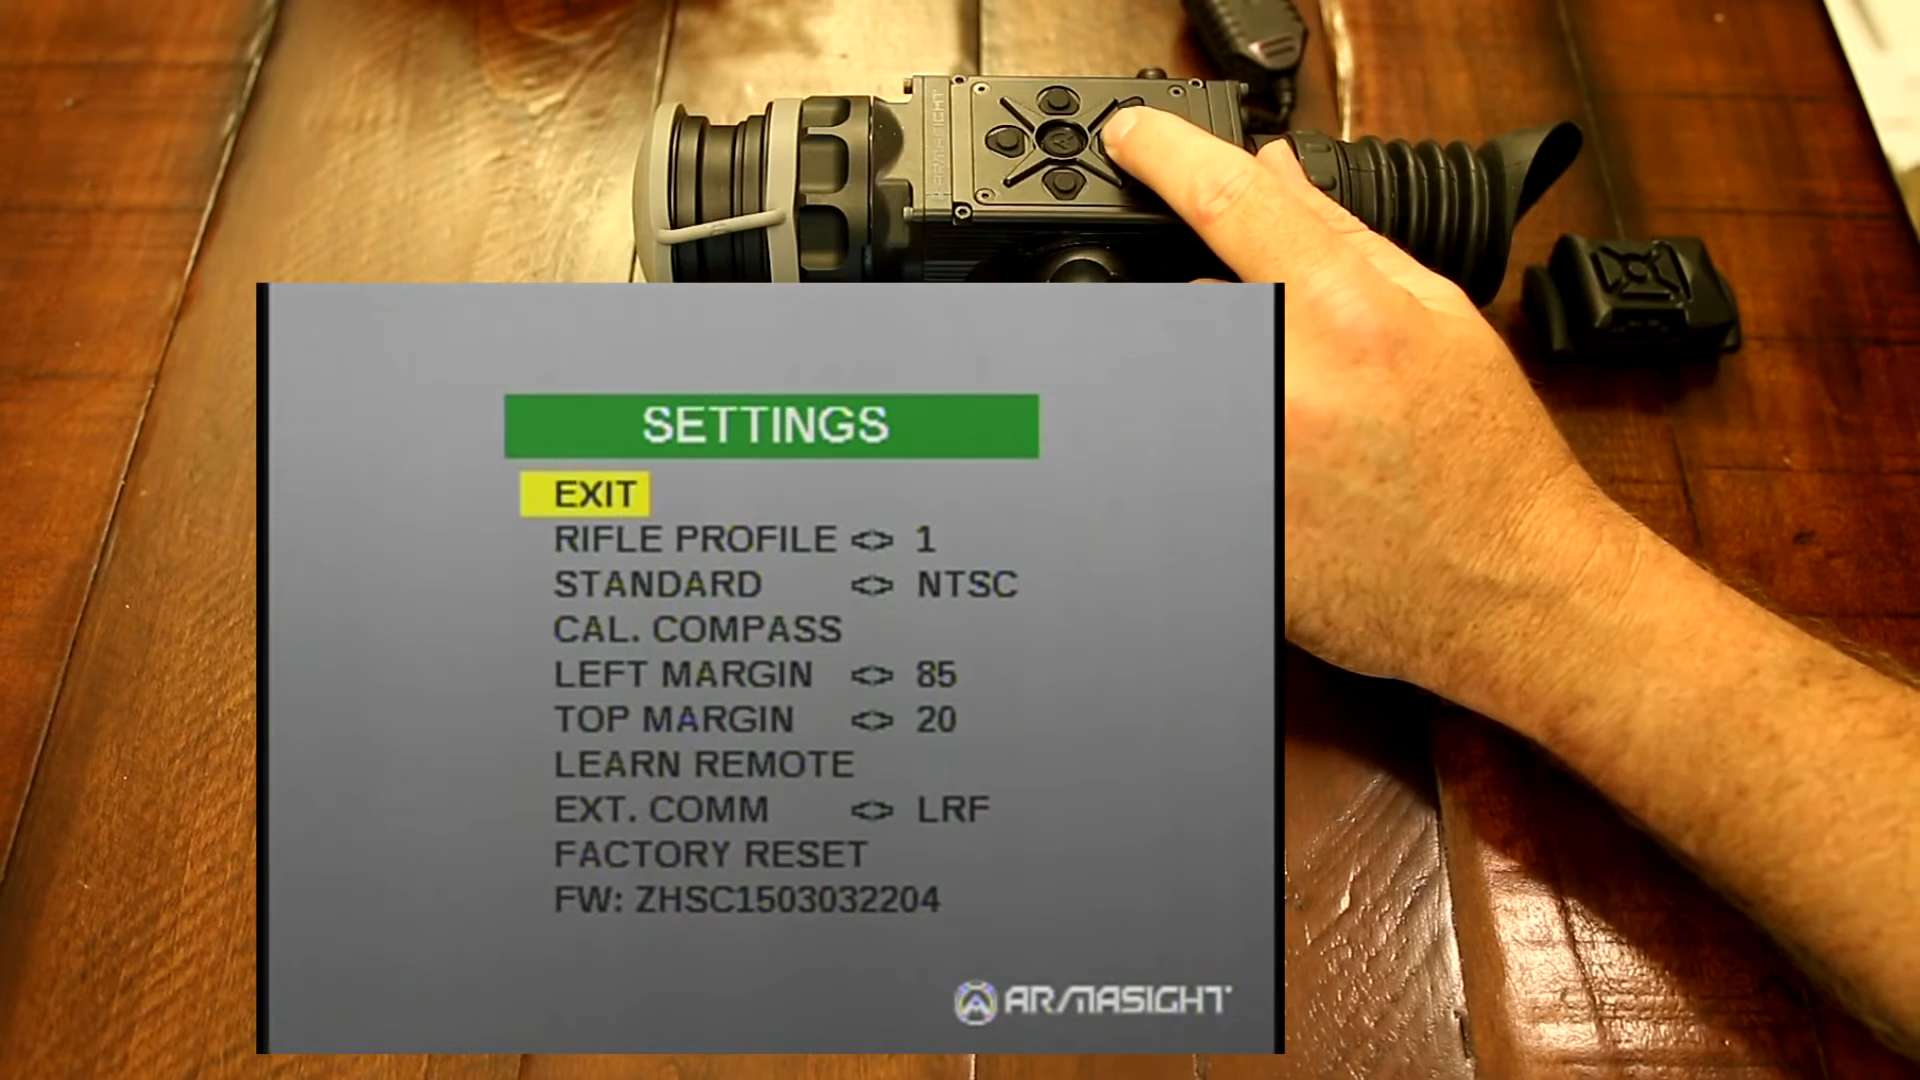 ARMASIGHT
SETTINGS
EXIT
RIFLE PROFILE <> 1
STANDARD <> NTSC
CAL. COMPASS
LEFT MARGIN <> 85
TOP MARGIN <> 20
LEARN REMOTE
EXT. COMM <> LRF
FACTORY RESET
FW: ZHSC1503032204
ARMASIGHT